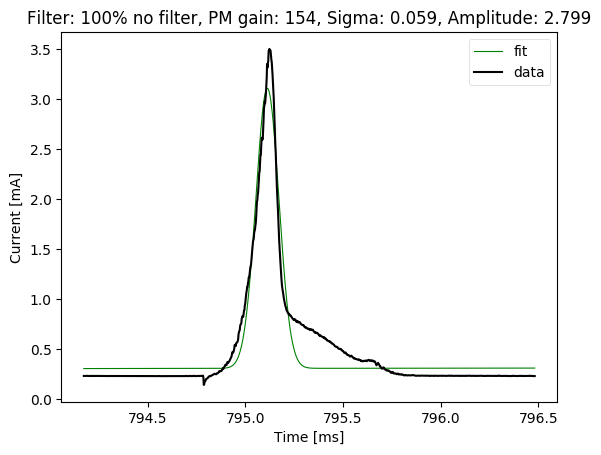 Filter: 100% no filter, PM gain: 154, Sigma: 0.059, Amplitude: 2.799
fit
data
3.5
3.0
2.5
2.0
1.5
1.0
0.5
0.0
Current [mA]
794.5
795.0
795.5
796.0
796.5
Time [ms]